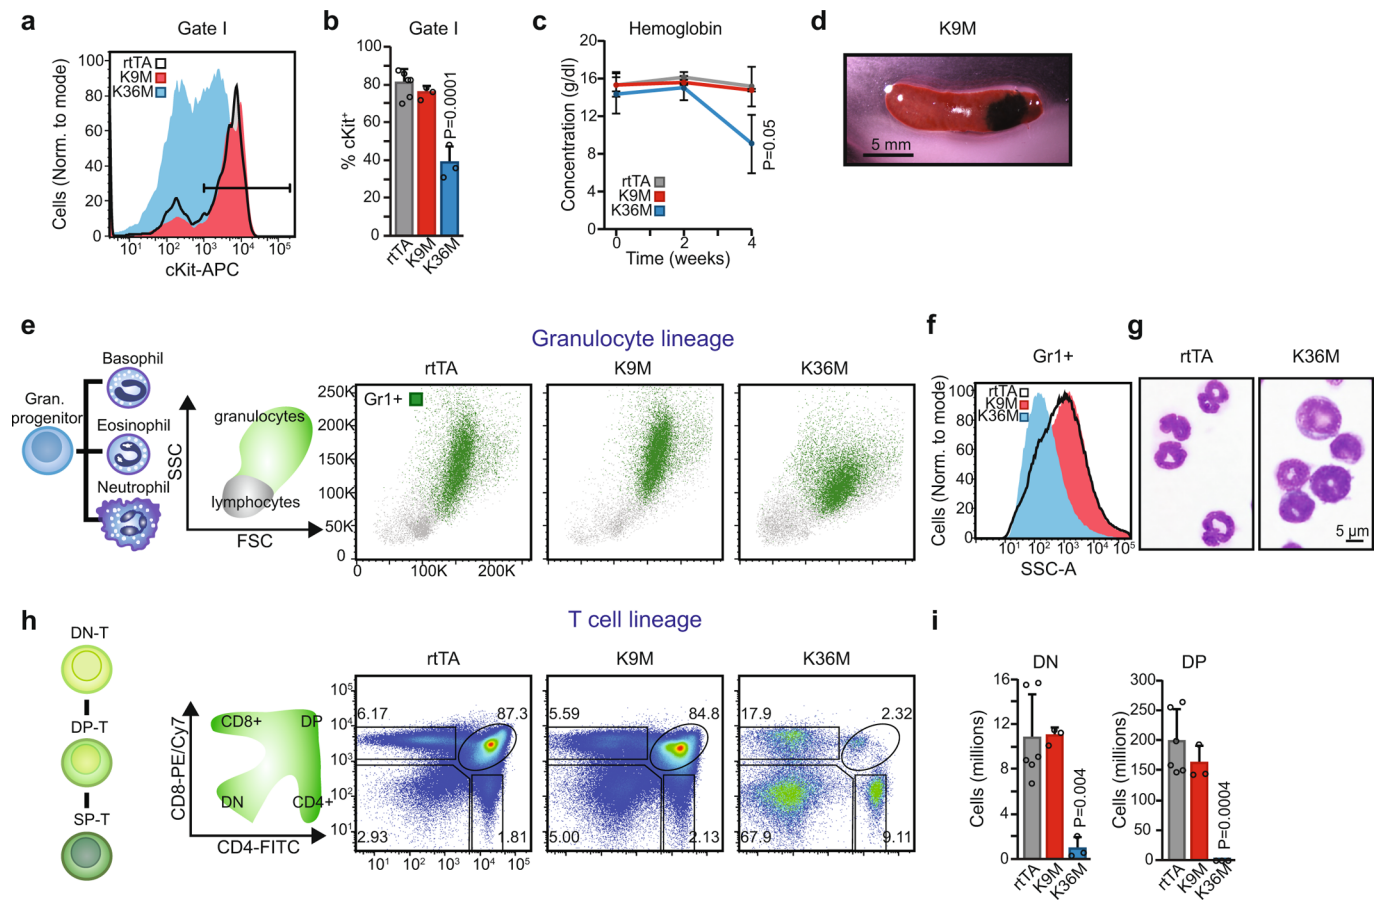 a
Gate I
Cells (Norm. to mode)
100
80
60
40
20
0
rtTA
K9M
K36M
10¹ 10² 10³ 10⁴ 10⁵
cKit-APC
b
Gate I
% cKit⁺
100
80
60
40
20
0
P=0.0001
rtTA
K9M
K36M
c
Hemoglobin
Concentration (g/dl)
20
16
12
8
4
0
P=0.05
rtTA
K9M
K36M
0 2 4
Time (weeks)
d
K9M
5 mm
e
Granulocyte lineage
Basophil
Gran.
progenitor
Eosinophil
Neutrophil
SSC
granulocytes
lymphocytes
FSC
rtTA
K9M
K36M
250K
200K
150K
100K
50K
0
Gr1+
0 100K 200K
f
Gr1+
Cells (Norm. to mode)
100
80
60
40
20
0
rtTA
K9M
K36M
10¹ 10² 10³ 10⁴ 10⁵
SSC-A
g
rtTA
K36M
5 µm
h
T cell lineage
DN-T
DP-T
SP-T
CD8-PE/Cy7
CD8+ DP
DN CD4+
CD4-FITC
rtTA
K9M
K36M
10⁵
10⁴
10³
10²
10¹
6.17 87.3
2.93 1.81
5.59 84.8
5.00 2.13
17.9 2.32
67.9 9.11
10¹ 10² 10³ 10⁴ 10⁵
i
DN
Cells (millions)
16
12
8
4
0
P=0.004
rtTA
K9M
K36M
DP
Cells (millions)
300
250
200
150
100
50
0
P=0.0004
rtTA
K9M
K36M